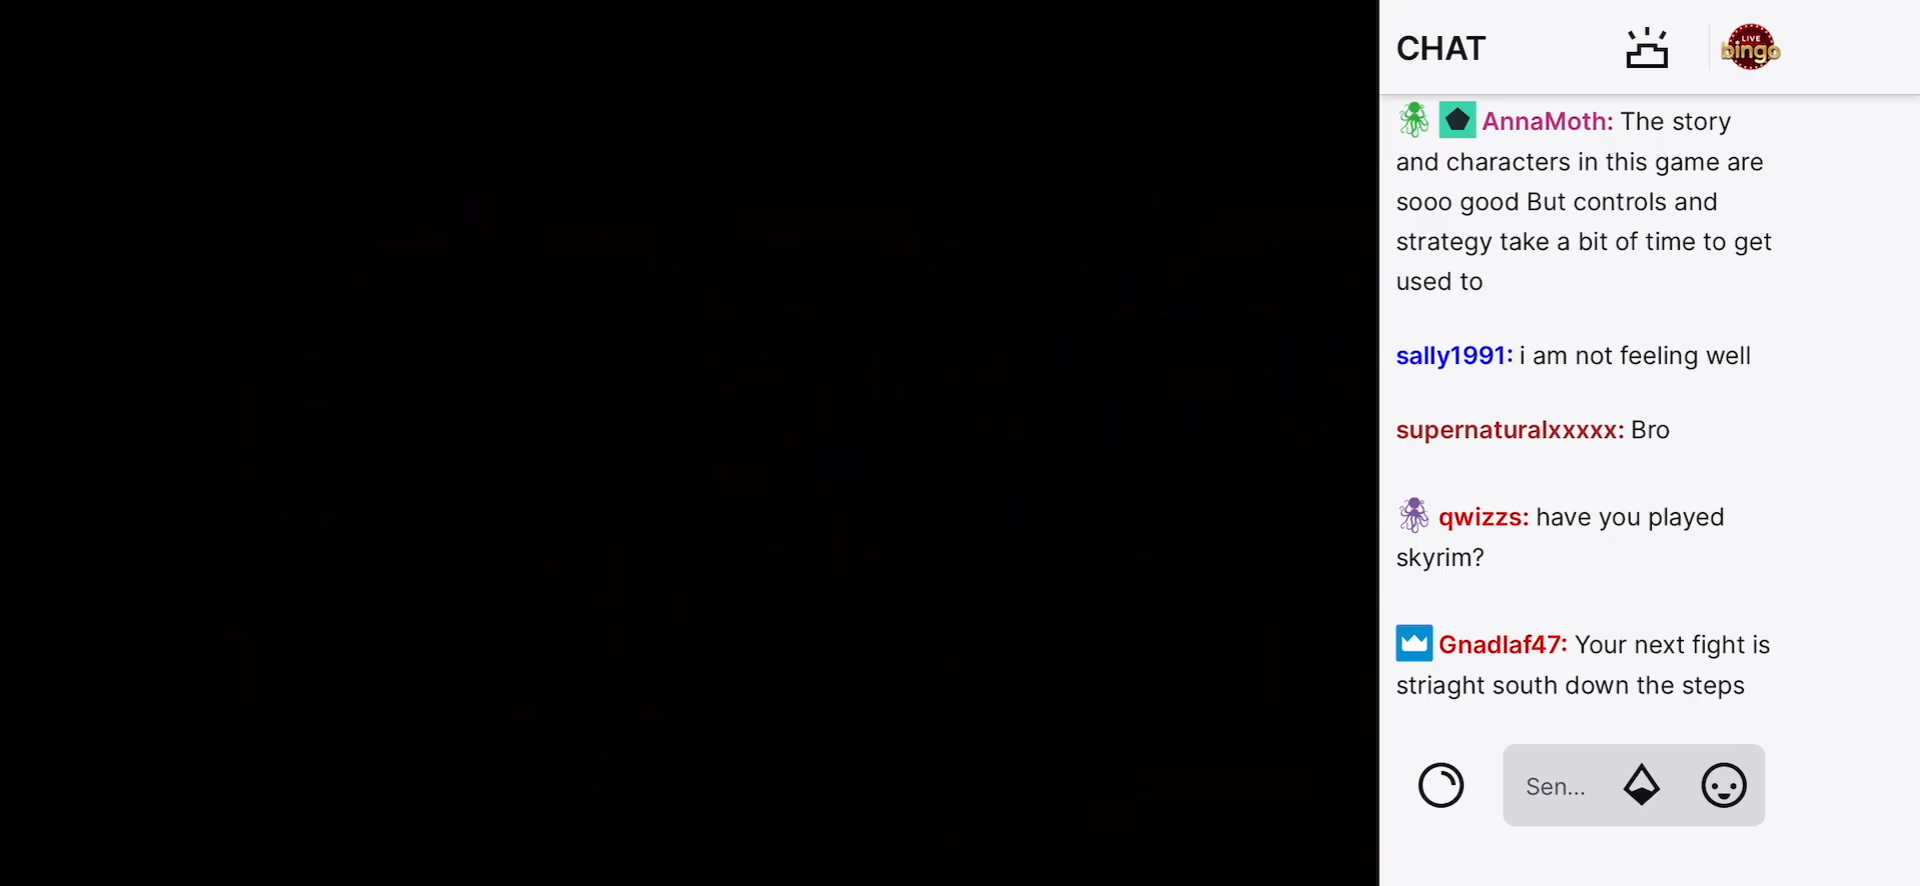 CHAT
LIVE
bingo
AnnaMoth: The story
and characters in this game are
sooo good But controls and
strategy take a bit of time to get
used to
sally1991: i am not feeling well
supernaturalxxxxx: Bro
qwizzs: have you played
skyrim?
Gnadlaf47: Your next fight is
striaght south down the steps
Sen...